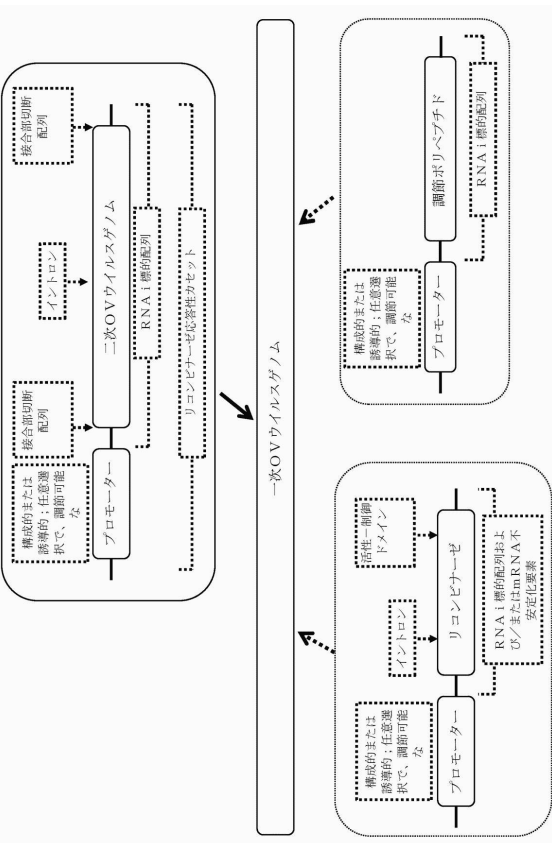 構成的または
誘導的;任意選
択で、調節可能
な
接合部切断
配列
イントロン
接合部切断
配列
プロモーター
二次OVウイルスゲノム
RNAi標的配列
リコンビナーゼ応答性カセット
一次OVウイルスゲノム
構成的または
誘導的;任意選
択で、調節可能
な
イントロン
活性-制御
ドメイン
プロモーター
リコンビナーゼ
RNAi標的配列およ
び/またはmRNA不
安定化要素
構成的または
誘導的;任意選
択で、調節可能
な
プロモーター
調節ポリペプチド
RNAi標的配列